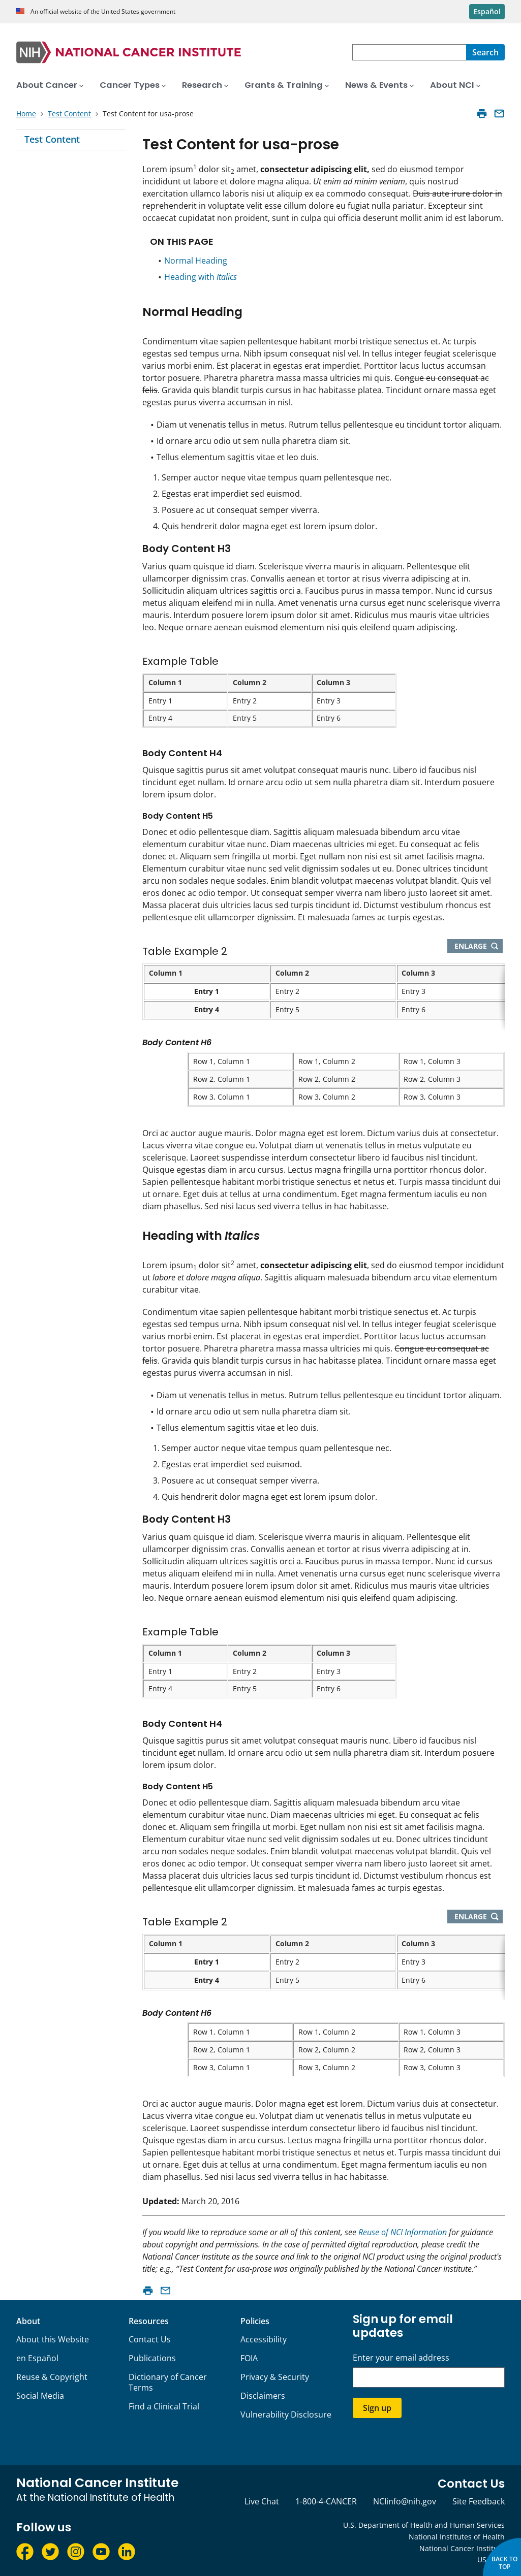 An official website of the United States government
Español
NIH NATIONAL CANCER INSTITUTE
Search
About Cancer
Cancer Types
Research
Grants & Training
News & Events
About NCI
Home > Test Content > Test Content for usa-prose
Test Content
Test Content for usa-prose
Lorem ipsum1 dolor sit2 amet, consectetur adipiscing elit, sed do eiusmod tempor
incididunt ut labore et dolore magna aliqua. Ut enim ad minim veniam, quis nostrud
exercitation ullamco laboris nisi ut aliquip ex ea commodo consequat. Duis aute irure dolor in
reprehenderit in voluptate velit esse cillum dolore eu fugiat nulla pariatur. Excepteur sint
occaecat cupidatat non proident, sunt in culpa qui officia deserunt mollit anim id est laborum.
ON THIS PAGE
• Normal Heading
• Heading with Italics
Normal Heading
Condimentum vitae sapien pellentesque habitant morbi tristique senectus et. Ac turpis
egestas sed tempus urna. Nibh ipsum consequat nisl vel. In tellus integer feugiat scelerisque
varius morbi enim. Est placerat in egestas erat imperdiet. Porttitor lacus luctus accumsan
tortor posuere. Pharetra pharetra massa massa ultricies mi quis. Congue eu consequat ac
felis. Gravida quis blandit turpis cursus in hac habitasse platea. Tincidunt ornare massa eget
egestas purus viverra accumsan in nisl.
• Diam ut venenatis tellus in metus. Rutrum tellus pellentesque eu tincidunt tortor aliquam.
• Id ornare arcu odio ut sem nulla pharetra diam sit.
• Tellus elementum sagittis vitae et leo duis.
1. Semper auctor neque vitae tempus quam pellentesque nec.
2. Egestas erat imperdiet sed euismod.
3. Posuere ac ut consequat semper viverra.
4. Quis hendrerit dolor magna eget est lorem ipsum dolor.
Body Content H3
Varius quam quisque id diam. Scelerisque viverra mauris in aliquam. Pellentesque elit
ullamcorper dignissim cras. Convallis aenean et tortor at risus viverra adipiscing at in.
Sollicitudin aliquam ultrices sagittis orci a. Faucibus purus in massa tempor. Nunc id cursus
metus aliquam eleifend mi in nulla. Amet venenatis urna cursus eget nunc scelerisque viverra
mauris. Tempor orci dapibus ultrices in iaculis nunc sed. Ridiculus mus mauris vitae ultricies
leo. Neque ornare aenean euismod elementum nisi quis eleifend quam adipiscing.
Example Table
Column 1 Column 2 Column 3
Entry 1 Entry 2 Entry 3
Entry 4 Entry 5 Entry 6
Body Content H4
Quisque sagittis purus sit amet volutpat consequat mauris nunc. Libero id faucibus nisl
tincidunt eget nullam. Id ornare arcu odio ut sem nulla pharetra diam sit. Interdum posuere
lorem ipsum dolor.
Body Content H5
Donec et odio pellentesque diam. Sagittis aliquam malesuada bibendum arcu vitae
elementum curabitur vitae nunc. Diam maecenas ultricies mi eget. Eu consequat ac felis
donec et. Aliquam sem fringilla ut morbi. Eget nullam non nisi est sit amet facilisis magna.
Elementum curabitur vitae nunc sed velit dignissim sodales ut eu. Donec ultrices tincidunt
arcu non sodales neque sodales. Enim blandit volutpat maecenas volutpat blandit. Quis vel
eros donec ac odio tempor. Ut consequat semper viverra nam libero justo laoreet sit amet.
Massa placerat duis ultricies lacus sed turpis tincidunt id. Dictumst vestibulum rhoncus est
pellentesque elit ullamcorper dignissim. Et malesuada fames ac turpis egestas.
Table Example 2
ENLARGE
Column 1 Column 2 Column 3
Entry 1 Entry 2 Entry 3
Entry 4 Entry 5 Entry 6
Body Content H6
Row 1, Column 1 Row 1, Column 2 Row 1, Column 3
Row 2, Column 1 Row 2, Column 2 Row 2, Column 3
Row 3, Column 1 Row 3, Column 2 Row 3, Column 3
Orci ac auctor augue mauris. Dolor magna eget est lorem. Dictum varius duis at consectetur.
Lacus viverra vitae congue eu. Volutpat diam ut venenatis tellus in metus vulputate eu
scelerisque. Laoreet suspendisse interdum consectetur libero id faucibus nisl tincidunt.
Quisque egestas diam in arcu cursus. Lectus magna fringilla urna porttitor rhoncus dolor.
Sapien pellentesque habitant morbi tristique senectus et netus et. Turpis massa tincidunt dui
ut ornare. Eget duis at tellus at urna condimentum. Eget magna fermentum iaculis eu non
diam phasellus. Sed nisi lacus sed viverra tellus in hac habitasse.
Heading with Italics
Lorem ipsum1 dolor sit2 amet, consectetur adipiscing elit, sed do eiusmod tempor incididunt
ut labore et dolore magna aliqua. Sagittis aliquam malesuada bibendum arcu vitae elementum
curabitur vitae.
Condimentum vitae sapien pellentesque habitant morbi tristique senectus et. Ac turpis
egestas sed tempus urna. Nibh ipsum consequat nisl vel. In tellus integer feugiat scelerisque
varius morbi enim. Est placerat in egestas erat imperdiet. Porttitor lacus luctus accumsan
tortor posuere. Pharetra pharetra massa massa ultricies mi quis. Congue eu consequat ac
felis. Gravida quis blandit turpis cursus in hac habitasse platea. Tincidunt ornare massa eget
egestas purus viverra accumsan in nisl.
• Diam ut venenatis tellus in metus. Rutrum tellus pellentesque eu tincidunt tortor aliquam.
• Id ornare arcu odio ut sem nulla pharetra diam sit.
• Tellus elementum sagittis vitae et leo duis.
1. Semper auctor neque vitae tempus quam pellentesque nec.
2. Egestas erat imperdiet sed euismod.
3. Posuere ac ut consequat semper viverra.
4. Quis hendrerit dolor magna eget est lorem ipsum dolor.
Body Content H3
Varius quam quisque id diam. Scelerisque viverra mauris in aliquam. Pellentesque elit
ullamcorper dignissim cras. Convallis aenean et tortor at risus viverra adipiscing at in.
Sollicitudin aliquam ultrices sagittis orci a. Faucibus purus in massa tempor. Nunc id cursus
metus aliquam eleifend mi in nulla. Amet venenatis urna cursus eget nunc scelerisque viverra
mauris. Tempor orci dapibus ultrices in iaculis nunc sed. Ridiculus mus mauris vitae ultricies
leo. Neque ornare aenean euismod elementum nisi quis eleifend quam adipiscing.
Example Table
Column 1 Column 2 Column 3
Entry 1 Entry 2 Entry 3
Entry 4 Entry 5 Entry 6
Body Content H4
Quisque sagittis purus sit amet volutpat consequat mauris nunc. Libero id faucibus nisl
tincidunt eget nullam. Id ornare arcu odio ut sem nulla pharetra diam sit. Interdum posuere
lorem ipsum dolor.
Body Content H5
Donec et odio pellentesque diam. Sagittis aliquam malesuada bibendum arcu vitae
elementum curabitur vitae nunc. Diam maecenas ultricies mi eget. Eu consequat ac felis
donec et. Aliquam sem fringilla ut morbi. Eget nullam non nisi est sit amet facilisis magna.
Elementum curabitur vitae nunc sed velit dignissim sodales ut eu. Donec ultrices tincidunt
arcu non sodales neque sodales. Enim blandit volutpat maecenas volutpat blandit. Quis vel
eros donec ac odio tempor. Ut consequat semper viverra nam libero justo laoreet sit amet.
Massa placerat duis ultricies lacus sed turpis tincidunt id. Dictumst vestibulum rhoncus est
pellentesque elit ullamcorper dignissim. Et malesuada fames ac turpis egestas.
Table Example 2
ENLARGE
Column 1 Column 2 Column 3
Entry 1 Entry 2 Entry 3
Entry 4 Entry 5 Entry 6
Body Content H6
Row 1, Column 1 Row 1, Column 2 Row 1, Column 3
Row 2, Column 1 Row 2, Column 2 Row 2, Column 3
Row 3, Column 1 Row 3, Column 2 Row 3, Column 3
Orci ac auctor augue mauris. Dolor magna eget est lorem. Dictum varius duis at consectetur.
Lacus viverra vitae congue eu. Volutpat diam ut venenatis tellus in metus vulputate eu
scelerisque. Laoreet suspendisse interdum consectetur libero id faucibus nisl tincidunt.
Quisque egestas diam in arcu cursus. Lectus magna fringilla urna porttitor rhoncus dolor.
Sapien pellentesque habitant morbi tristique senectus et netus et. Turpis massa tincidunt dui
ut ornare. Eget duis at tellus at urna condimentum. Eget magna fermentum iaculis eu non
diam phasellus. Sed nisi lacus sed viverra tellus in hac habitasse.
Updated: March 20, 2016
If you would like to reproduce some or all of this content, see Reuse of NCI Information for guidance
about copyright and permissions. In the case of permitted digital reproduction, please credit the
National Cancer Institute as the source and link to the original NCI product using the original product's
title; e.g., “Test Content for usa-prose was originally published by the National Cancer Institute.”
About
About this Website
en Español
Reuse & Copyright
Social Media
Resources
Contact Us
Publications
Dictionary of Cancer
Terms
Find a Clinical Trial
Policies
Accessibility
FOIA
Privacy & Security
Disclaimers
Vulnerability Disclosure
Sign up for email
updates
Enter your email address
Sign up
National Cancer Institute
At the National Institutes of Health
Follow us
Contact Us
Live Chat 1-800-4-CANCER NCIinfo@nih.gov Site Feedback
U.S. Department of Health and Human Services
National Institutes of Health
National Cancer Institu
US
BACK TO
TOP